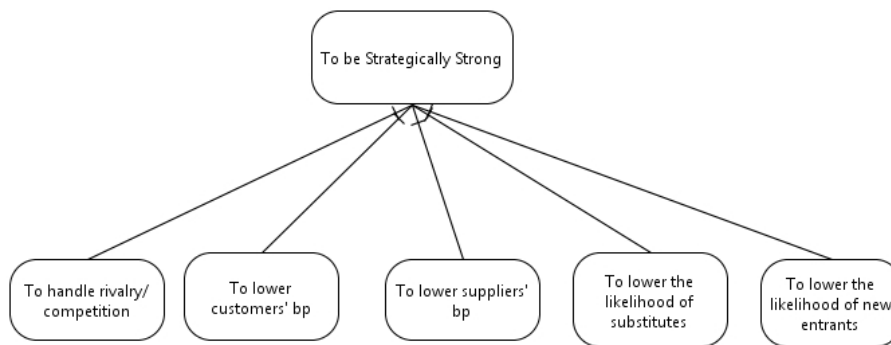 To be Strategically Strong
To handle rivalry/
competition
To lower
customers' bp
To lower suppliers'
bp
To lower the
likelihood of
substitutes
To lower the
likelihood of new
entrants